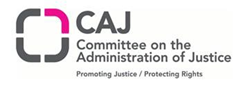 CAJ
Committee on the
Administration of Justice
Promoting Justice / Protecting Rights